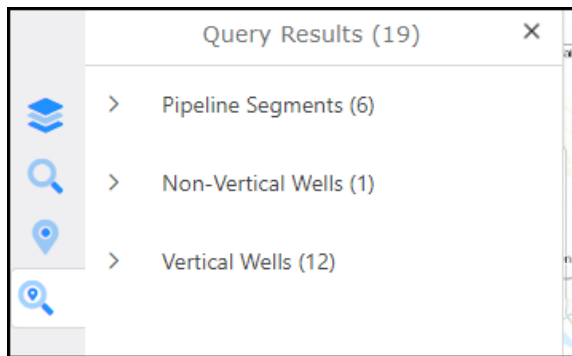 Query Results (19)
Pipeline Segments (6)
Non-Vertical Wells (1)
Vertical Wells (12)